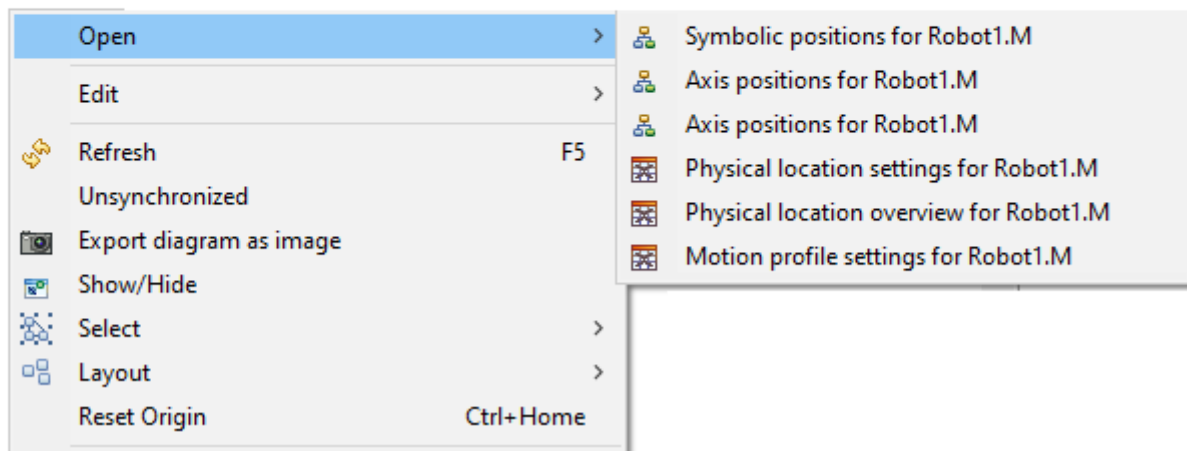 Open
Edit
Refresh F5
Unsynchronized
Export diagram as image
Show/Hide
Select
Layout
Reset Origin Ctrl+Home
Symbolic positions for Robot1.M
Axis positions for Robot1.M
Axis positions for Robot1.M
Physical location settings for Robot1.M
Physical location overview for Robot1.M
Motion profile settings for Robot1.M